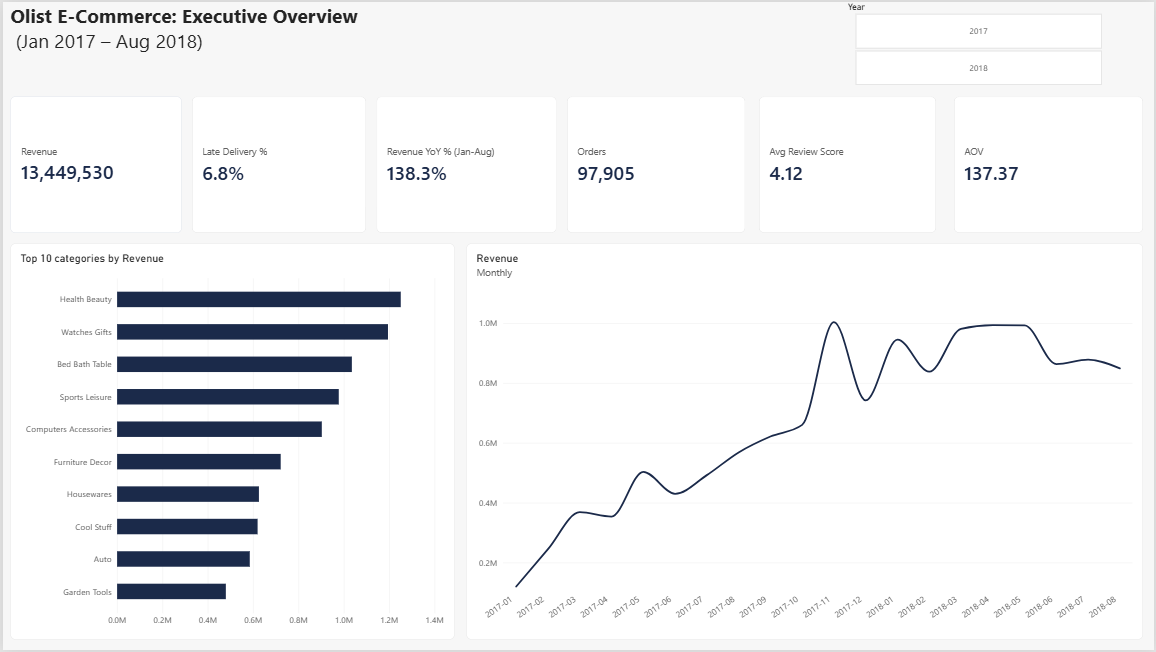 Olist E-Commerce: Executive Overview
(Jan 2017 – Aug 2018)
Year
2017
2018
Revenue
13,449,530
Late Delivery %
6.8%
Revenue YoY % (Jan-Aug)
138.3%
Orders
97,905
Avg Review Score
4.12
AOV
137.37
Top 10 categories by Revenue
Health Beauty
Watches Gifts
Bed Bath Table
Sports Leisure
Computers Accessories
Furniture Decor
Housewares
Cool Stuff
Auto
Garden Tools
0.0M 0.2M 0.4M 0.6M 0.8M 1.0M 1.2M 1.4M
Revenue
Monthly
1.0M
0.8M
0.6M
0.4M
0.2M
2017-01 2017-02 2017-03 2017-04 2017-05 2017-06 2017-07 2017-08 2017-09 2017-10 2017-11 2017-12 2018-01 2018-02 2018-03 2018-04 2018-05 2018-06 2018-07 2018-08